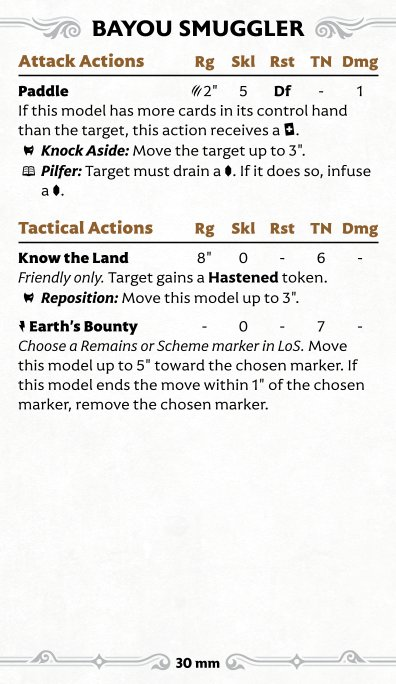 BAYOU SMUGGLER
Attack Actions Rg Skl Rst TN Dmg
Paddle 2" 5 Df - 1
If this model has more cards in its control hand
than the target, this action receives a .
Knock Aside: Move the target up to 3".
Pilfer: Target must drain a . If it does so, infuse
a .
Tactical Actions Rg Skl Rst TN Dmg
Know the Land 8" 0 - 6 -
Friendly only. Target gains a Hastened token.
Reposition: Move this model up to 3".
Earth's Bounty - 0 - 7 -
Choose a Remains or Scheme marker in LoS. Move
this model up to 5" toward the chosen marker. If
this model ends the move within 1" of the chosen
marker, remove the chosen marker.
30 mm